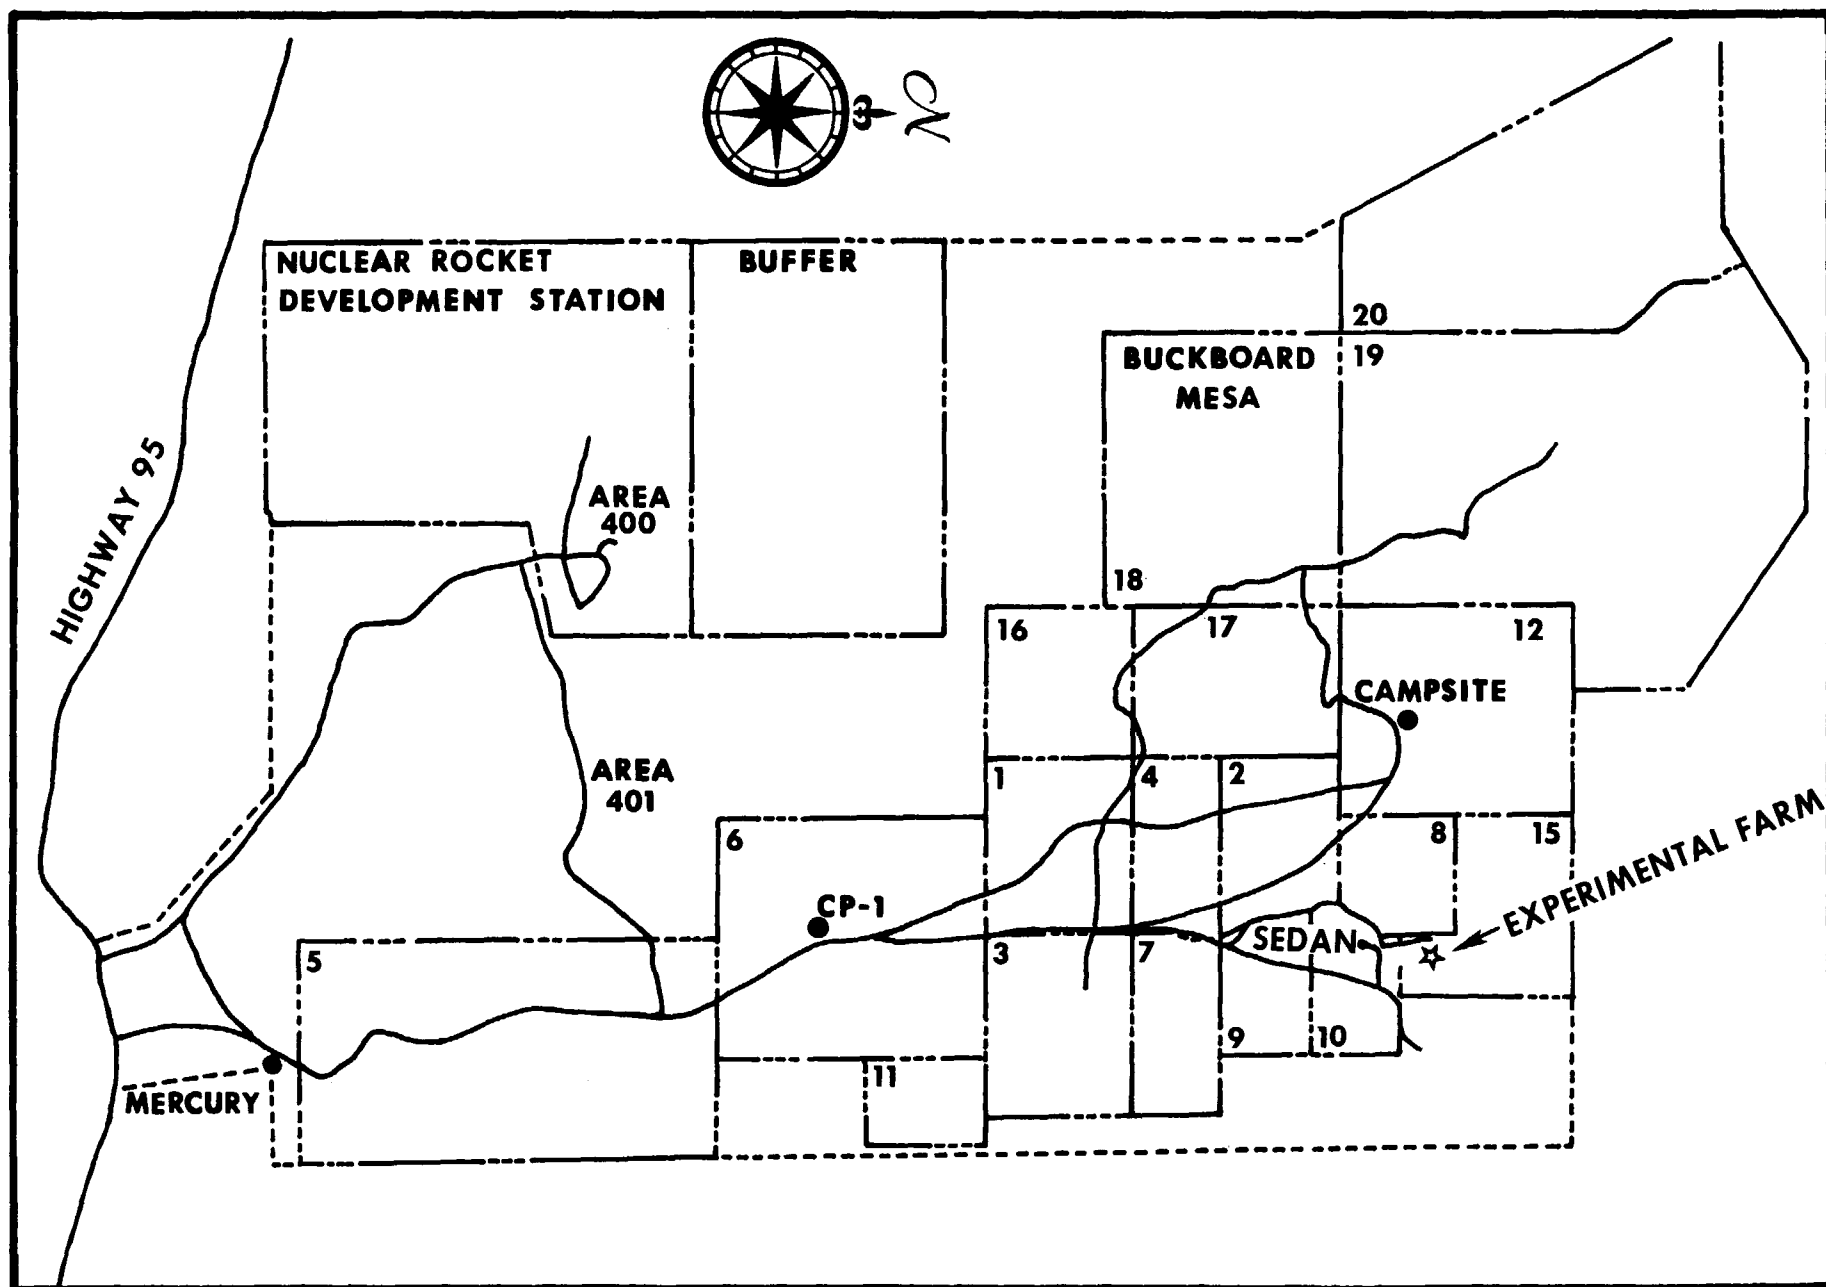 N
NUCLEAR ROCKET
DEVELOPMENT STATION
BUFFER
20
19
BUCKBOARD
MESA
HIGHWAY 95
AREA
400
18
16
17
12
CAMPSITE
AREA
401
1
4
2
6
8
15
EXPERIMENTAL FARM
CP-1
SEDAN
5
3
7
9
10
11
MERCURY